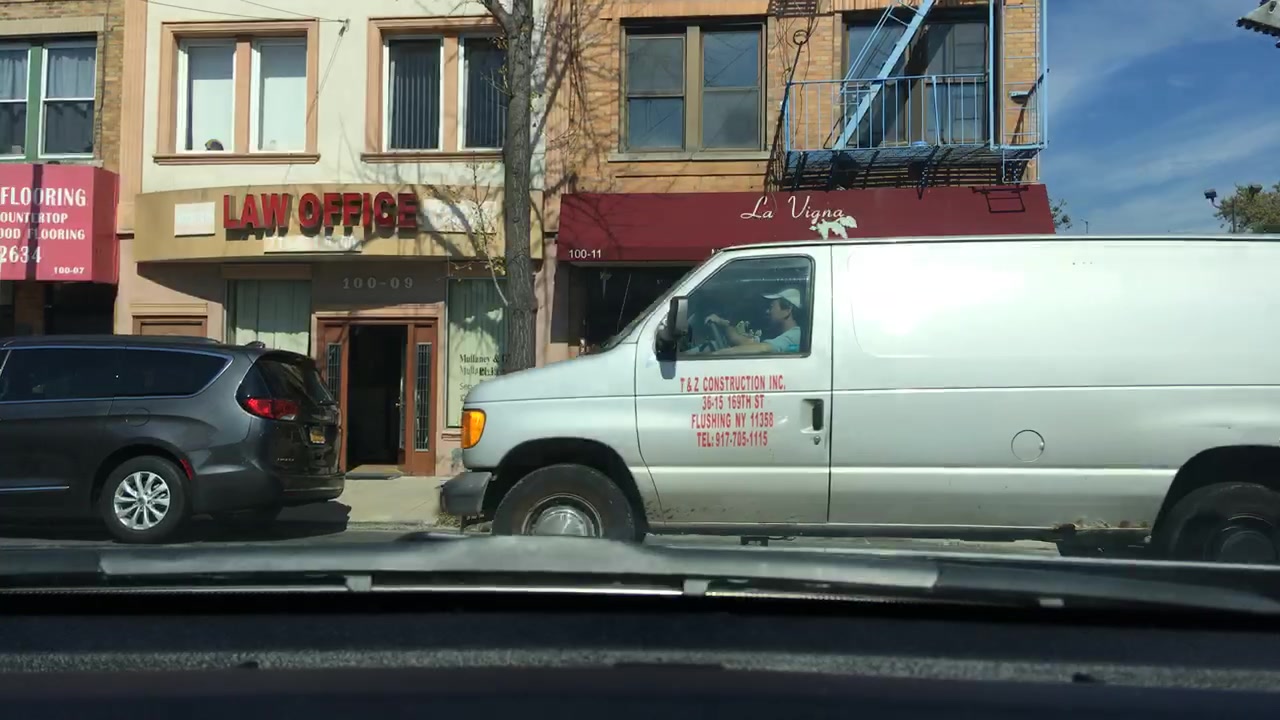 FLOORING
OUNTERTOP
OOD FLOORING
2634
100-07
LAW OFFICE
100-09
Mullaney &
La Vigna
100-11
T & Z CONSTRUCTION INC.
36-15 169TH ST
FLUSHING NY 11358
TEL: 917-705-1115